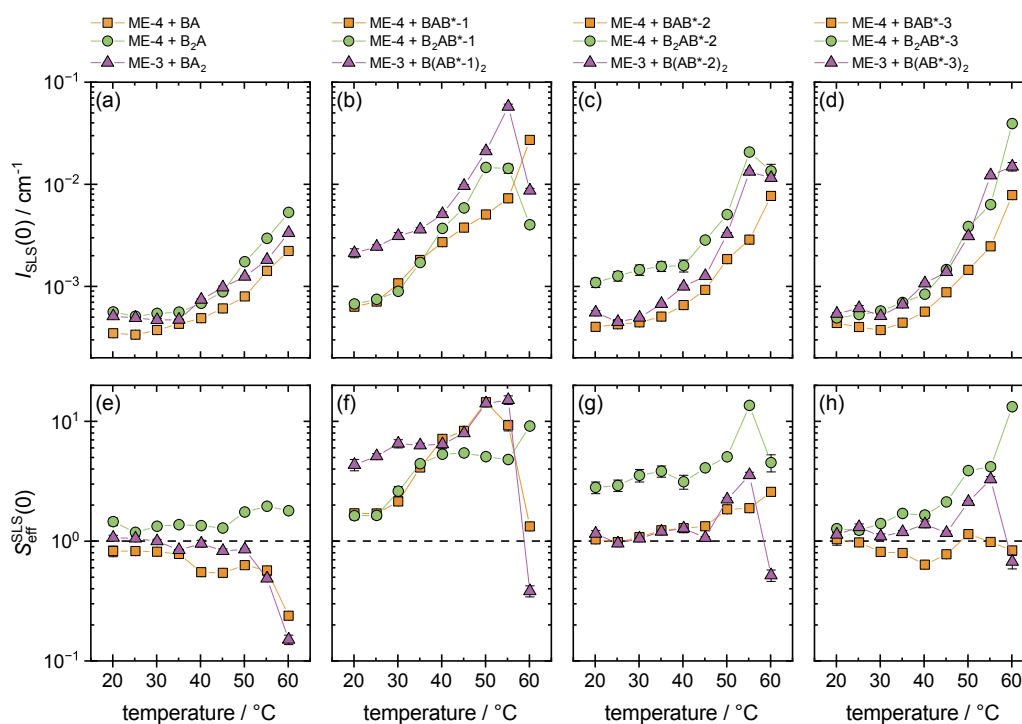 ME-4 + BA
ME-4 + B₂A
ME-3 + BA₂
ME-4 + BAB*-1
ME-4 + B₂AB*-1
ME-3 + B(AB*-1)₂
ME-4 + BAB*-2
ME-4 + B₂AB*-2
ME-3 + B(AB*-2)₂
ME-4 + BAB*-3
ME-4 + B₂AB*-3
ME-3 + B(AB*-3)₂
I_SLS(0) / cm⁻¹
10⁻¹
10⁻²
10⁻³
(a)
(b)
(c)
(d)
S_eff^SLS(0)
10¹
10⁰
10⁻¹
(e)
(f)
(g)
(h)
20 30 40 50 60
20 30 40 50 60
20 30 40 50 60
20 30 40 50 60
temperature / °C
temperature / °C
temperature / °C
temperature / °C